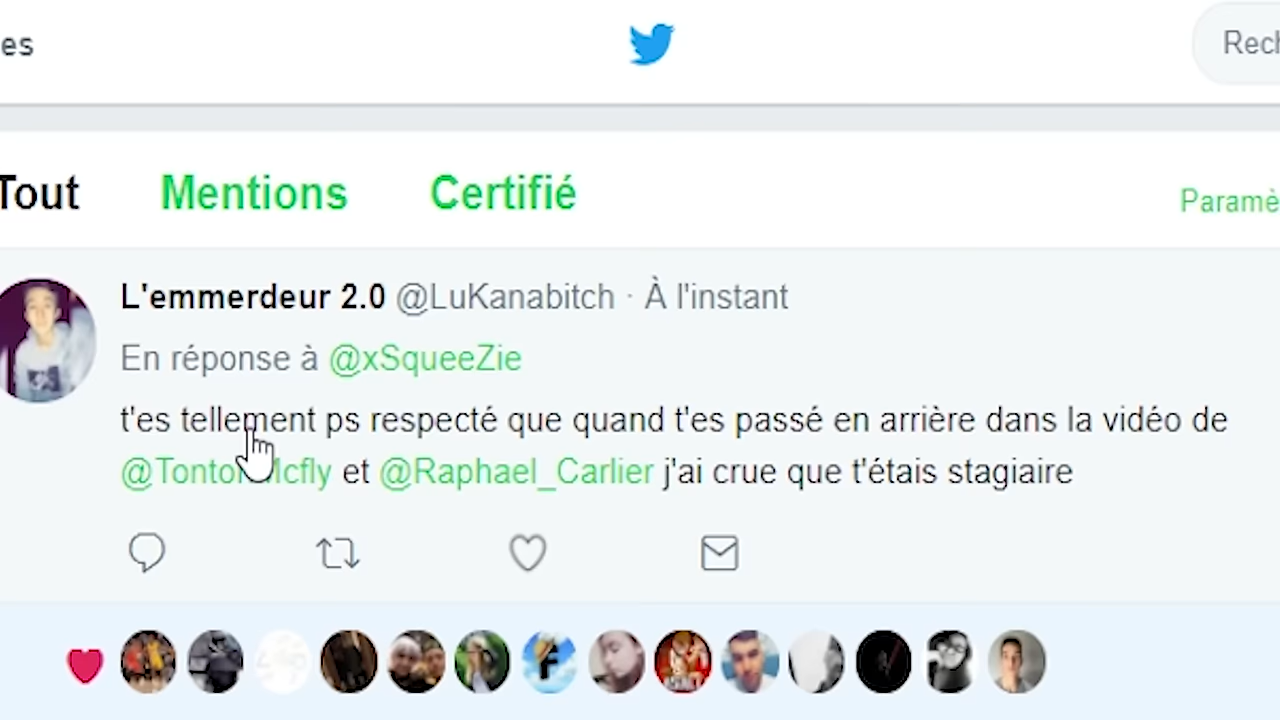 es
Rech
Tout Mentions Certifié
Paramè
L'emmerdeur 2.0 @LuKanabitch · À l'instant
En réponse à @xSqueeZie
t'es tellement ps respecté que quand t'es passé en arrière dans la vidéo de
et @Raphael_Carlier j'ai crue que t'étais stagiaire